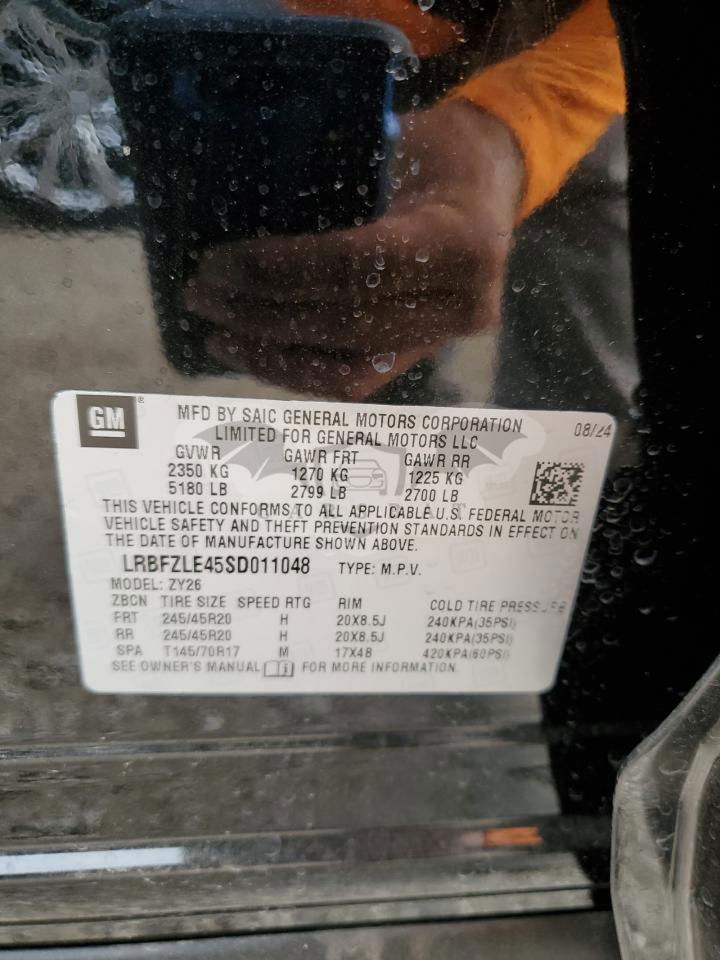 GM ®
MFD BY SAIC GENERAL MOTORS CORPORATION
LIMITED FOR GENERAL MOTORS LLC
08/24
GVWR GAWR FRT GAWR RR
2350 KG 1270 KG 1225 KG
5180 LB 2799 LB 2700 LB
THIS VEHICLE CONFORMS TO ALL APPLICABLE U.S. FEDERAL MOTOR
VEHICLE SAFETY AND THEFT PREVENTION STANDARDS IN EFFECT ON
THE DATE OF MANUFACTURE SHOWN ABOVE.
LRBFZLE45SD011048 TYPE: M.P.V.
MODEL: ZY26
ZBCN TIRE SIZE SPEED RTG RIM COLD TIRE PRESSURE
FRT 245/45R20 H 20X8.5J 240KPA(35PSI)
RR 245/45R20 H 20X8.5J 240KPA(35PSI)
SPA T145/70R17 M 17X4B 420KPA(60PSI)
SEE OWNER'S MANUAL FOR MORE INFORMATION.